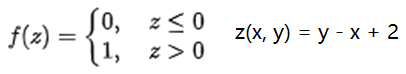 f(z) = { 0, z ≤ 0
1, z > 0
z(x, y) = y - x + 2